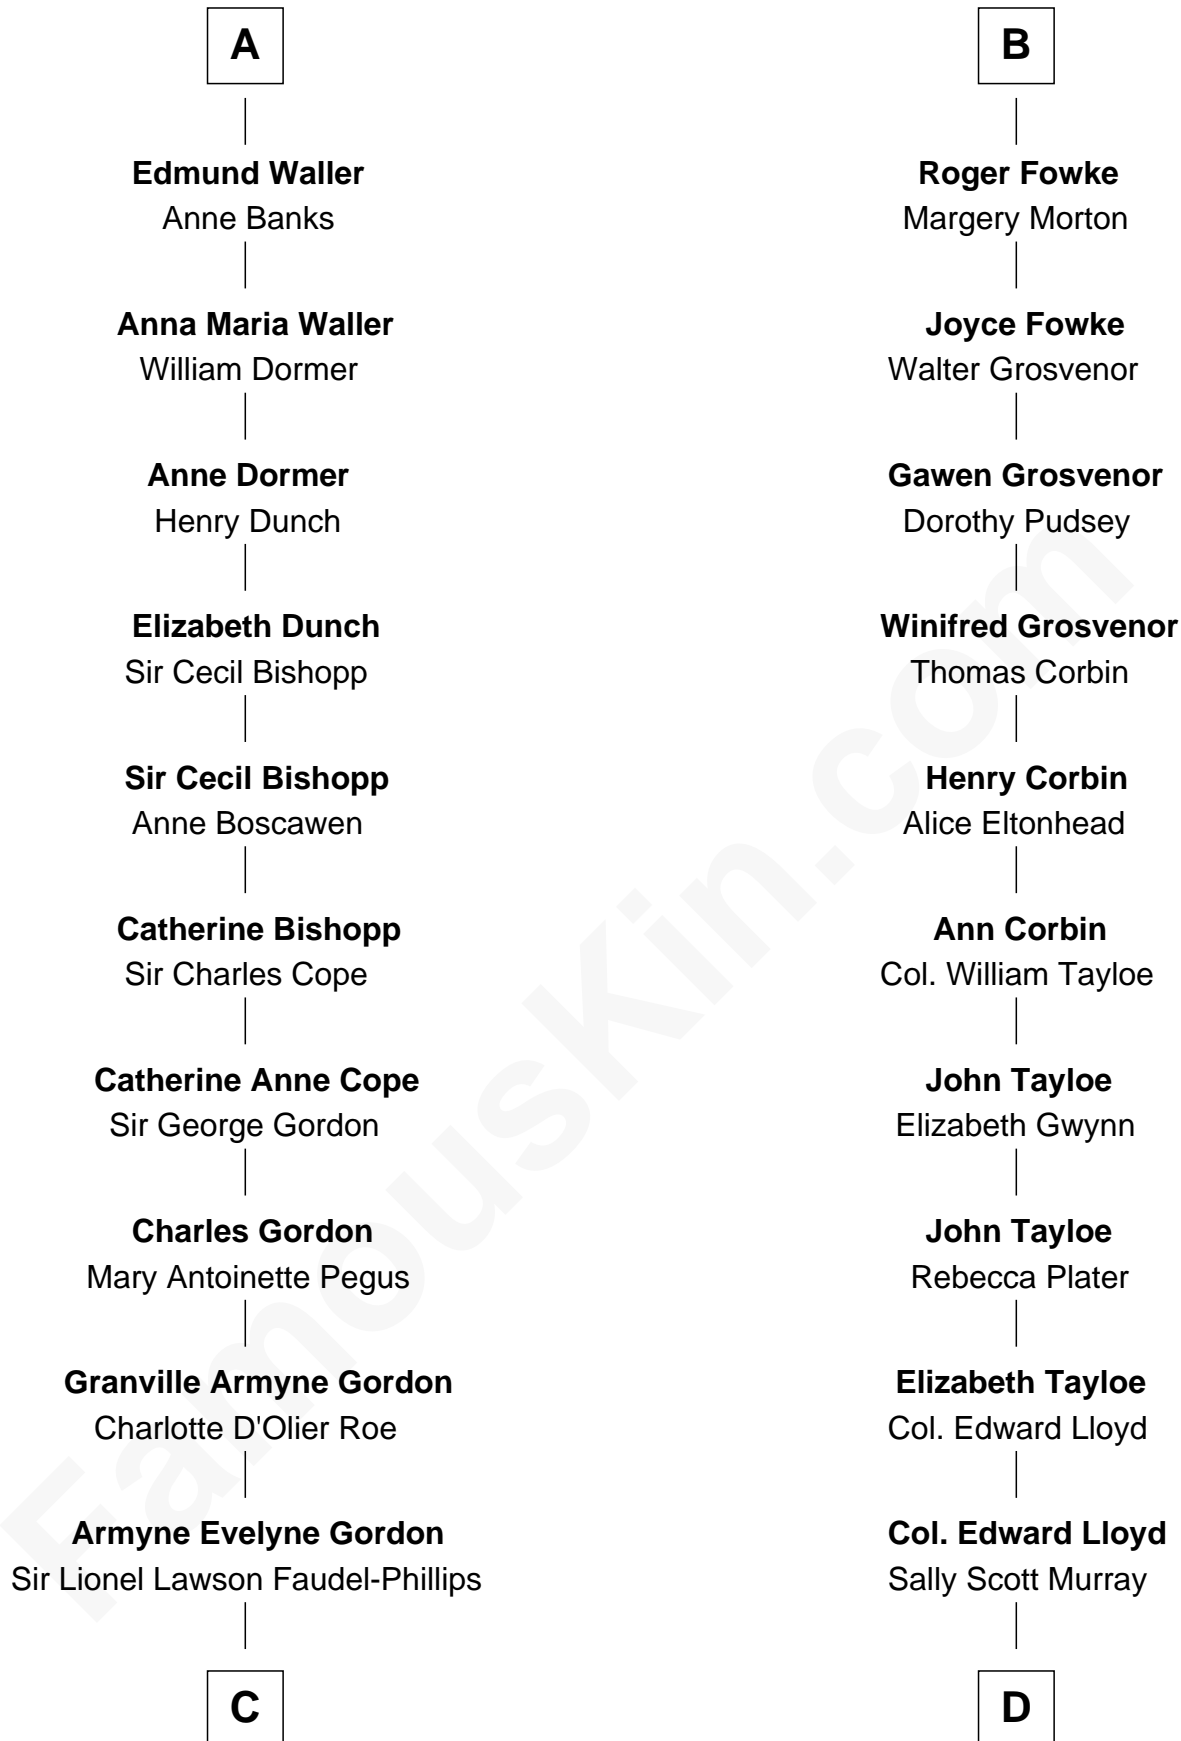 A
Edmund Waller
Anne Banks
Anna Maria Waller
William Dormer
Anne Dormer
Henry Dunch
Elizabeth Dunch
Sir Cecil Bishopp
Sir Cecil Bishopp
Anne Boscawen
Catherine Bishopp
Sir Charles Cope
Catherine Anne Cope
Sir George Gordon
Charles Gordon
Mary Antoinette Pegus
Granville Armyne Gordon
Charlotte D'Olier Roe
Armyne Evelyne Gordon
Sir Lionel Lawson Faudel-Phillips
C
B
Roger Fowke
Margery Morton
Joyce Fowke
Walter Grosvenor
Gawen Grosvenor
Dorothy Pudsey
Winifred Grosvenor
Thomas Corbin
Henry Corbin
Alice Eltonhead
Ann Corbin
Col. William Tayloe
John Tayloe
Elizabeth Gwynn
John Tayloe
Rebecca Plater
Elizabeth Tayloe
Col. Edward Lloyd
Col. Edward Lloyd
Sally Scott Murray
D
FamousKin.com